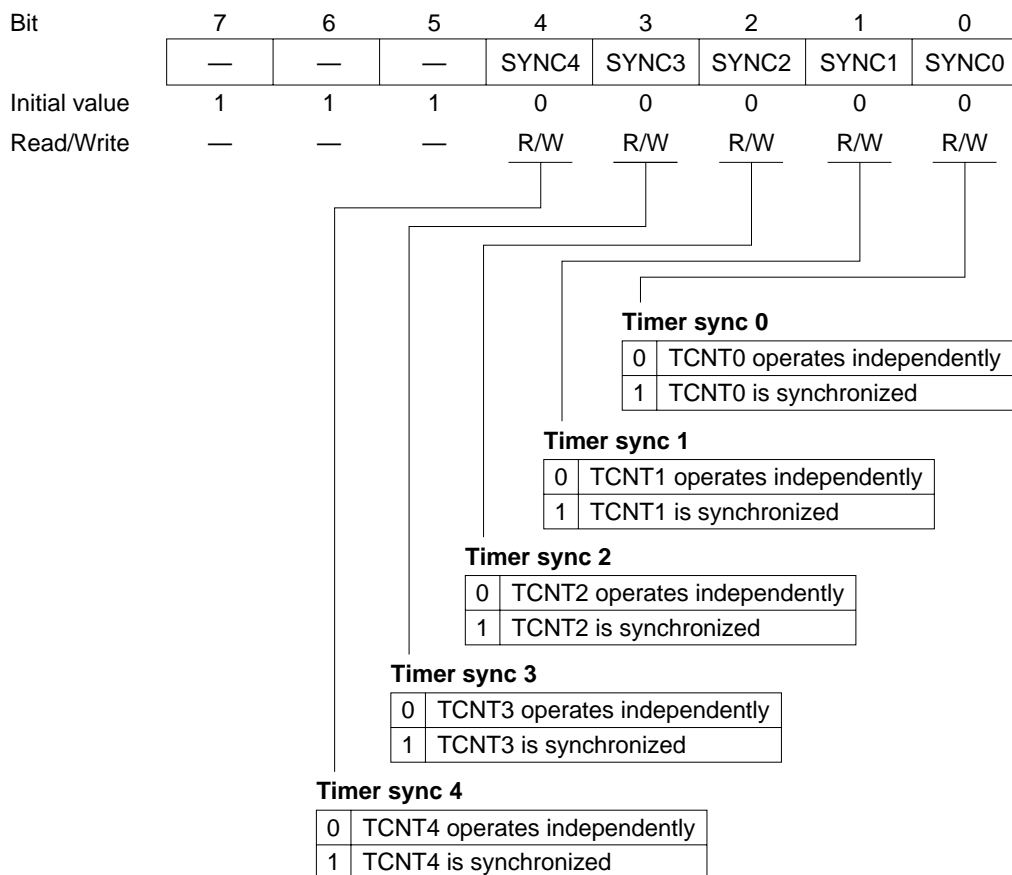 Bit 7 6 5 4 3 2 1 0
— — — SYNC4 SYNC3 SYNC2 SYNC1 SYNC0
Initial value 1 1 1 0 0 0 0 0
Read/Write — — — R/W R/W R/W R/W R/W
Timer sync 0
0 TCNT0 operates independently
1 TCNT0 is synchronized
Timer sync 1
0 TCNT1 operates independently
1 TCNT1 is synchronized
Timer sync 2
0 TCNT2 operates independently
1 TCNT2 is synchronized
Timer sync 3
0 TCNT3 operates independently
1 TCNT3 is synchronized
Timer sync 4
0 TCNT4 operates independently
1 TCNT4 is synchronized